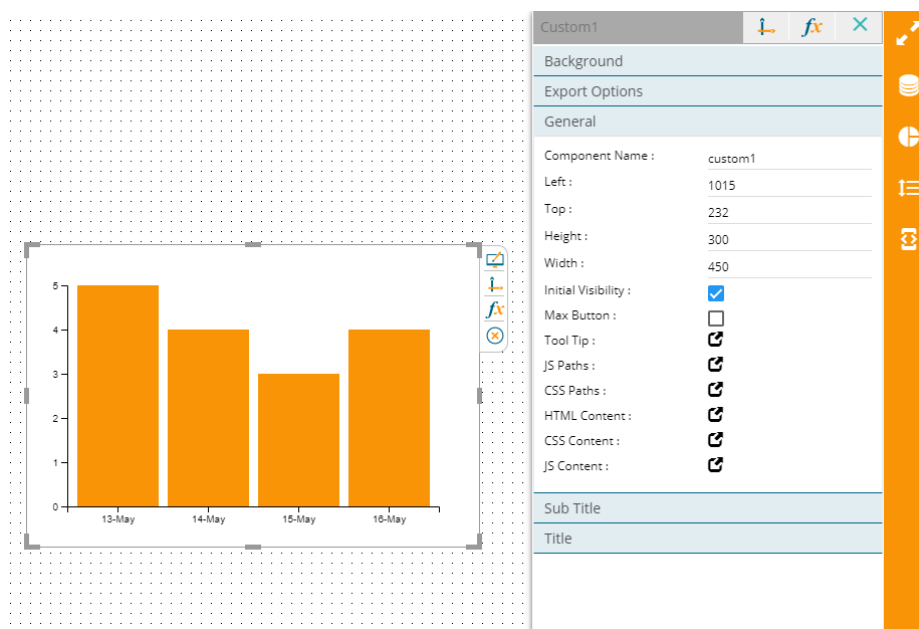 Custom1
fx
Background
Export Options
General
Component Name : custom1
Left : 1015
Top : 232
Height : 300
Width : 450
Initial Visibility :
Max Button :
Tool Tip :
JS Paths :
CSS Paths :
HTML Content :
CSS Content :
JS Content :
Sub Title
Title
fx
5
4
3
2
1
0
13-May 14-May 15-May 16-May